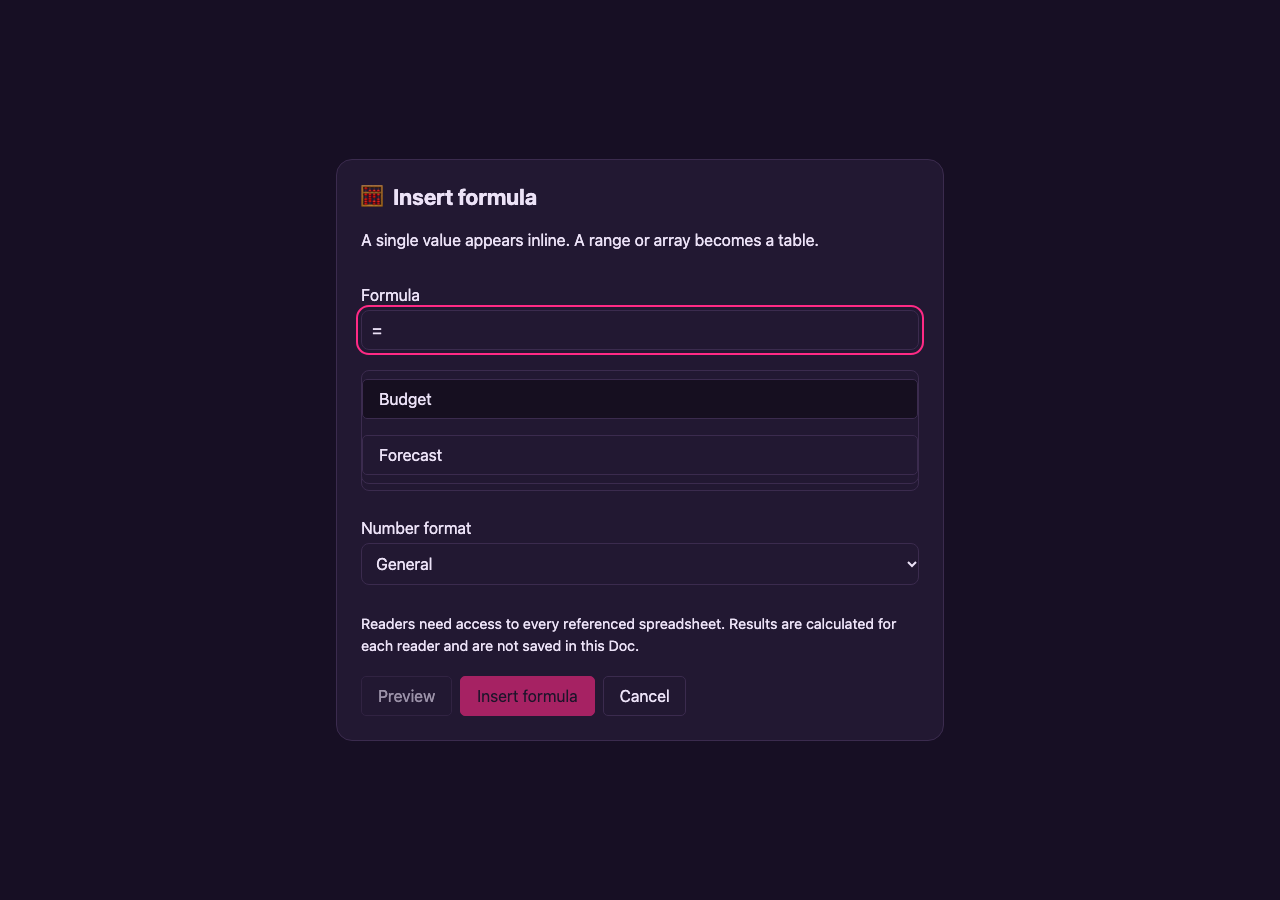 Insert formula
A single value appears inline. A range or array becomes a table.
Formula
=
Budget
Forecast
Number format
General
Readers need access to every referenced spreadsheet. Results are calculated for
each reader and are not saved in this Doc.
Preview
Insert formula
Cancel